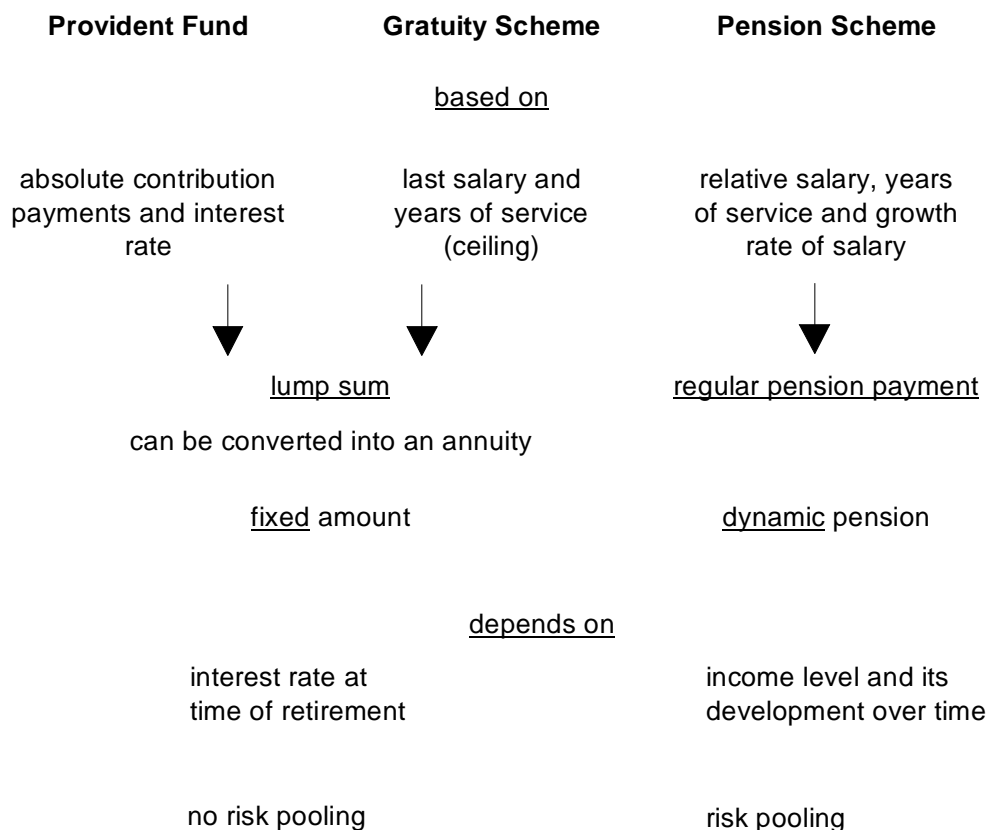 Provident Fund
Gratuity Scheme
Pension Scheme
based on
absolute contribution
payments and interest
rate
last salary and
years of service
(ceiling)
relative salary, years
of service and growth
rate of salary
lump sum
regular pension payment
can be converted into an annuity
fixed amount
dynamic pension
depends on
interest rate at
time of retirement
income level and its
development over time
no risk pooling
risk pooling